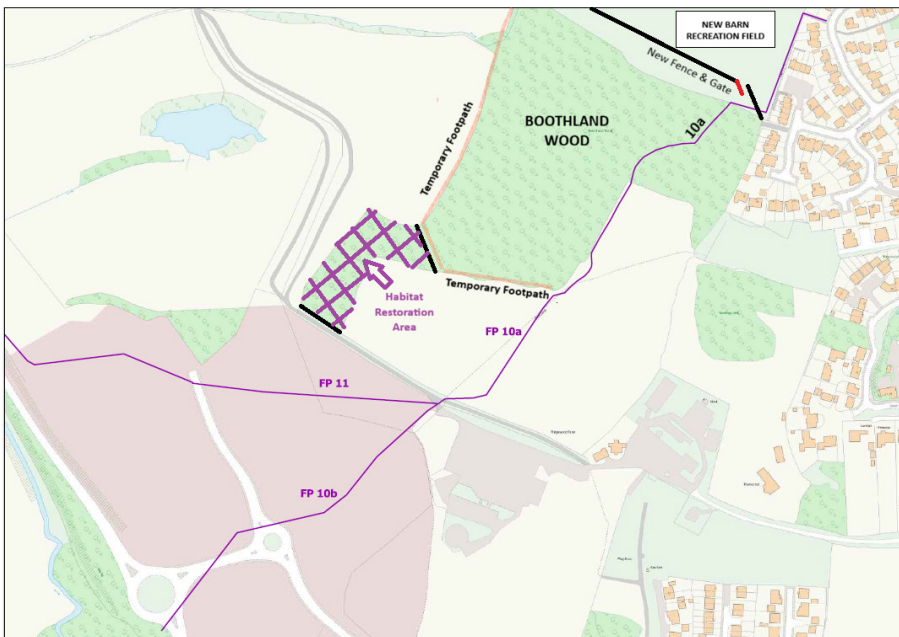 NEW BARN
RECREATION FIELD
New Fence & Gate
BOOTHLAND
WOOD
10a
Temporary Footpath
Temporary Footpath
Habitat
Restoration
Area
FP 10a
FP 11
FP 10b